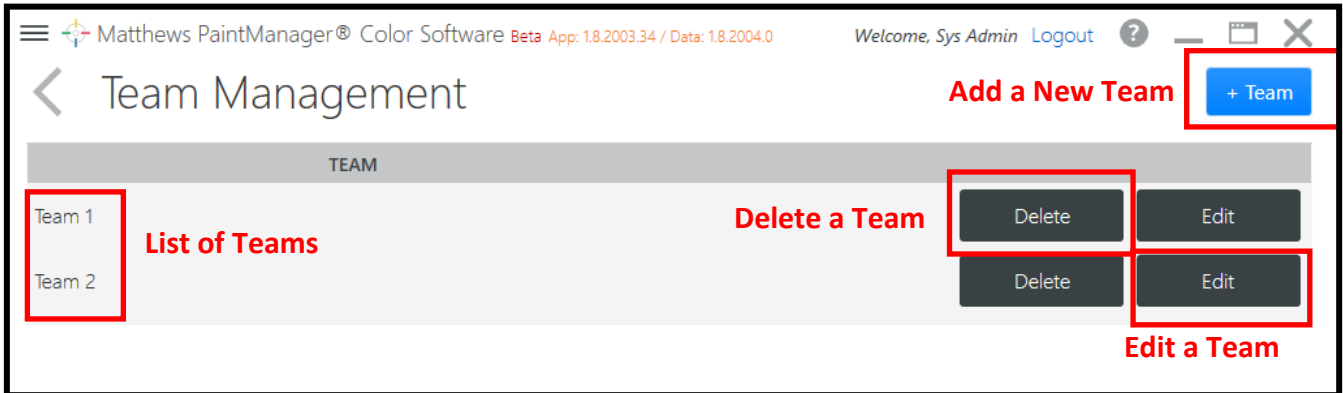 Matthews PaintManager® Color Software Beta App: 1.8.2003.34 / Data: 1.8.2004.0 Welcome, Sys Admin Logout ?
Team Management Add a New Team + Team
TEAM
Team 1 Delete a Team Delete Edit
List of Teams
Team 2 Delete Edit
Edit a Team